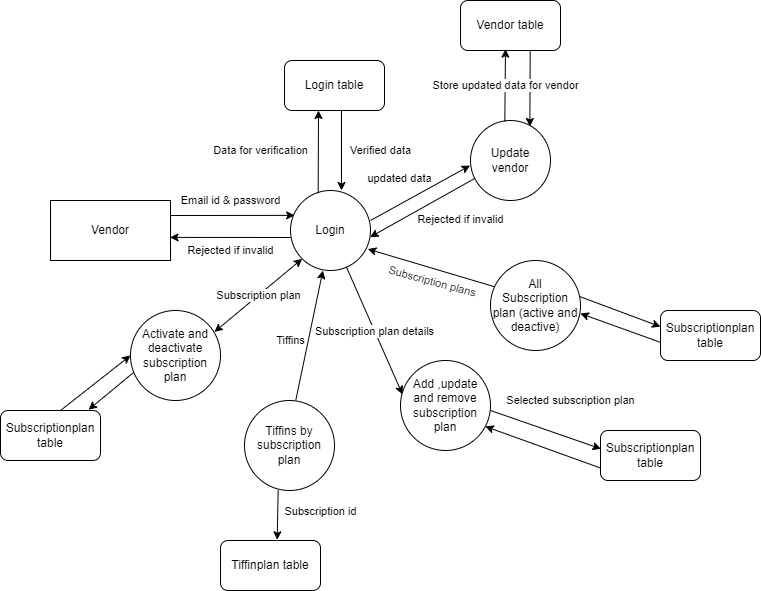 Vendor table
Store updated data for vendor
Login table
Update
vendor
Data for verification
Verified data
updated data
Email id & password
Rejected if invalid
Vendor
Login
Rejected if invalid
Subscription plans
All
Subscription
plan (active and
deactive)
Subscription plan
Subscriptionplan
table
Activate and
deactivate
subscription
plan
Tiffins
Subscription plan details
Add ,update
and remove
subscription
plan
Selected subscription plan
Subscriptionplan
table
Tiffins by
subscription
plan
Subscriptionplan
table
Subscription id
Tiffinplan table